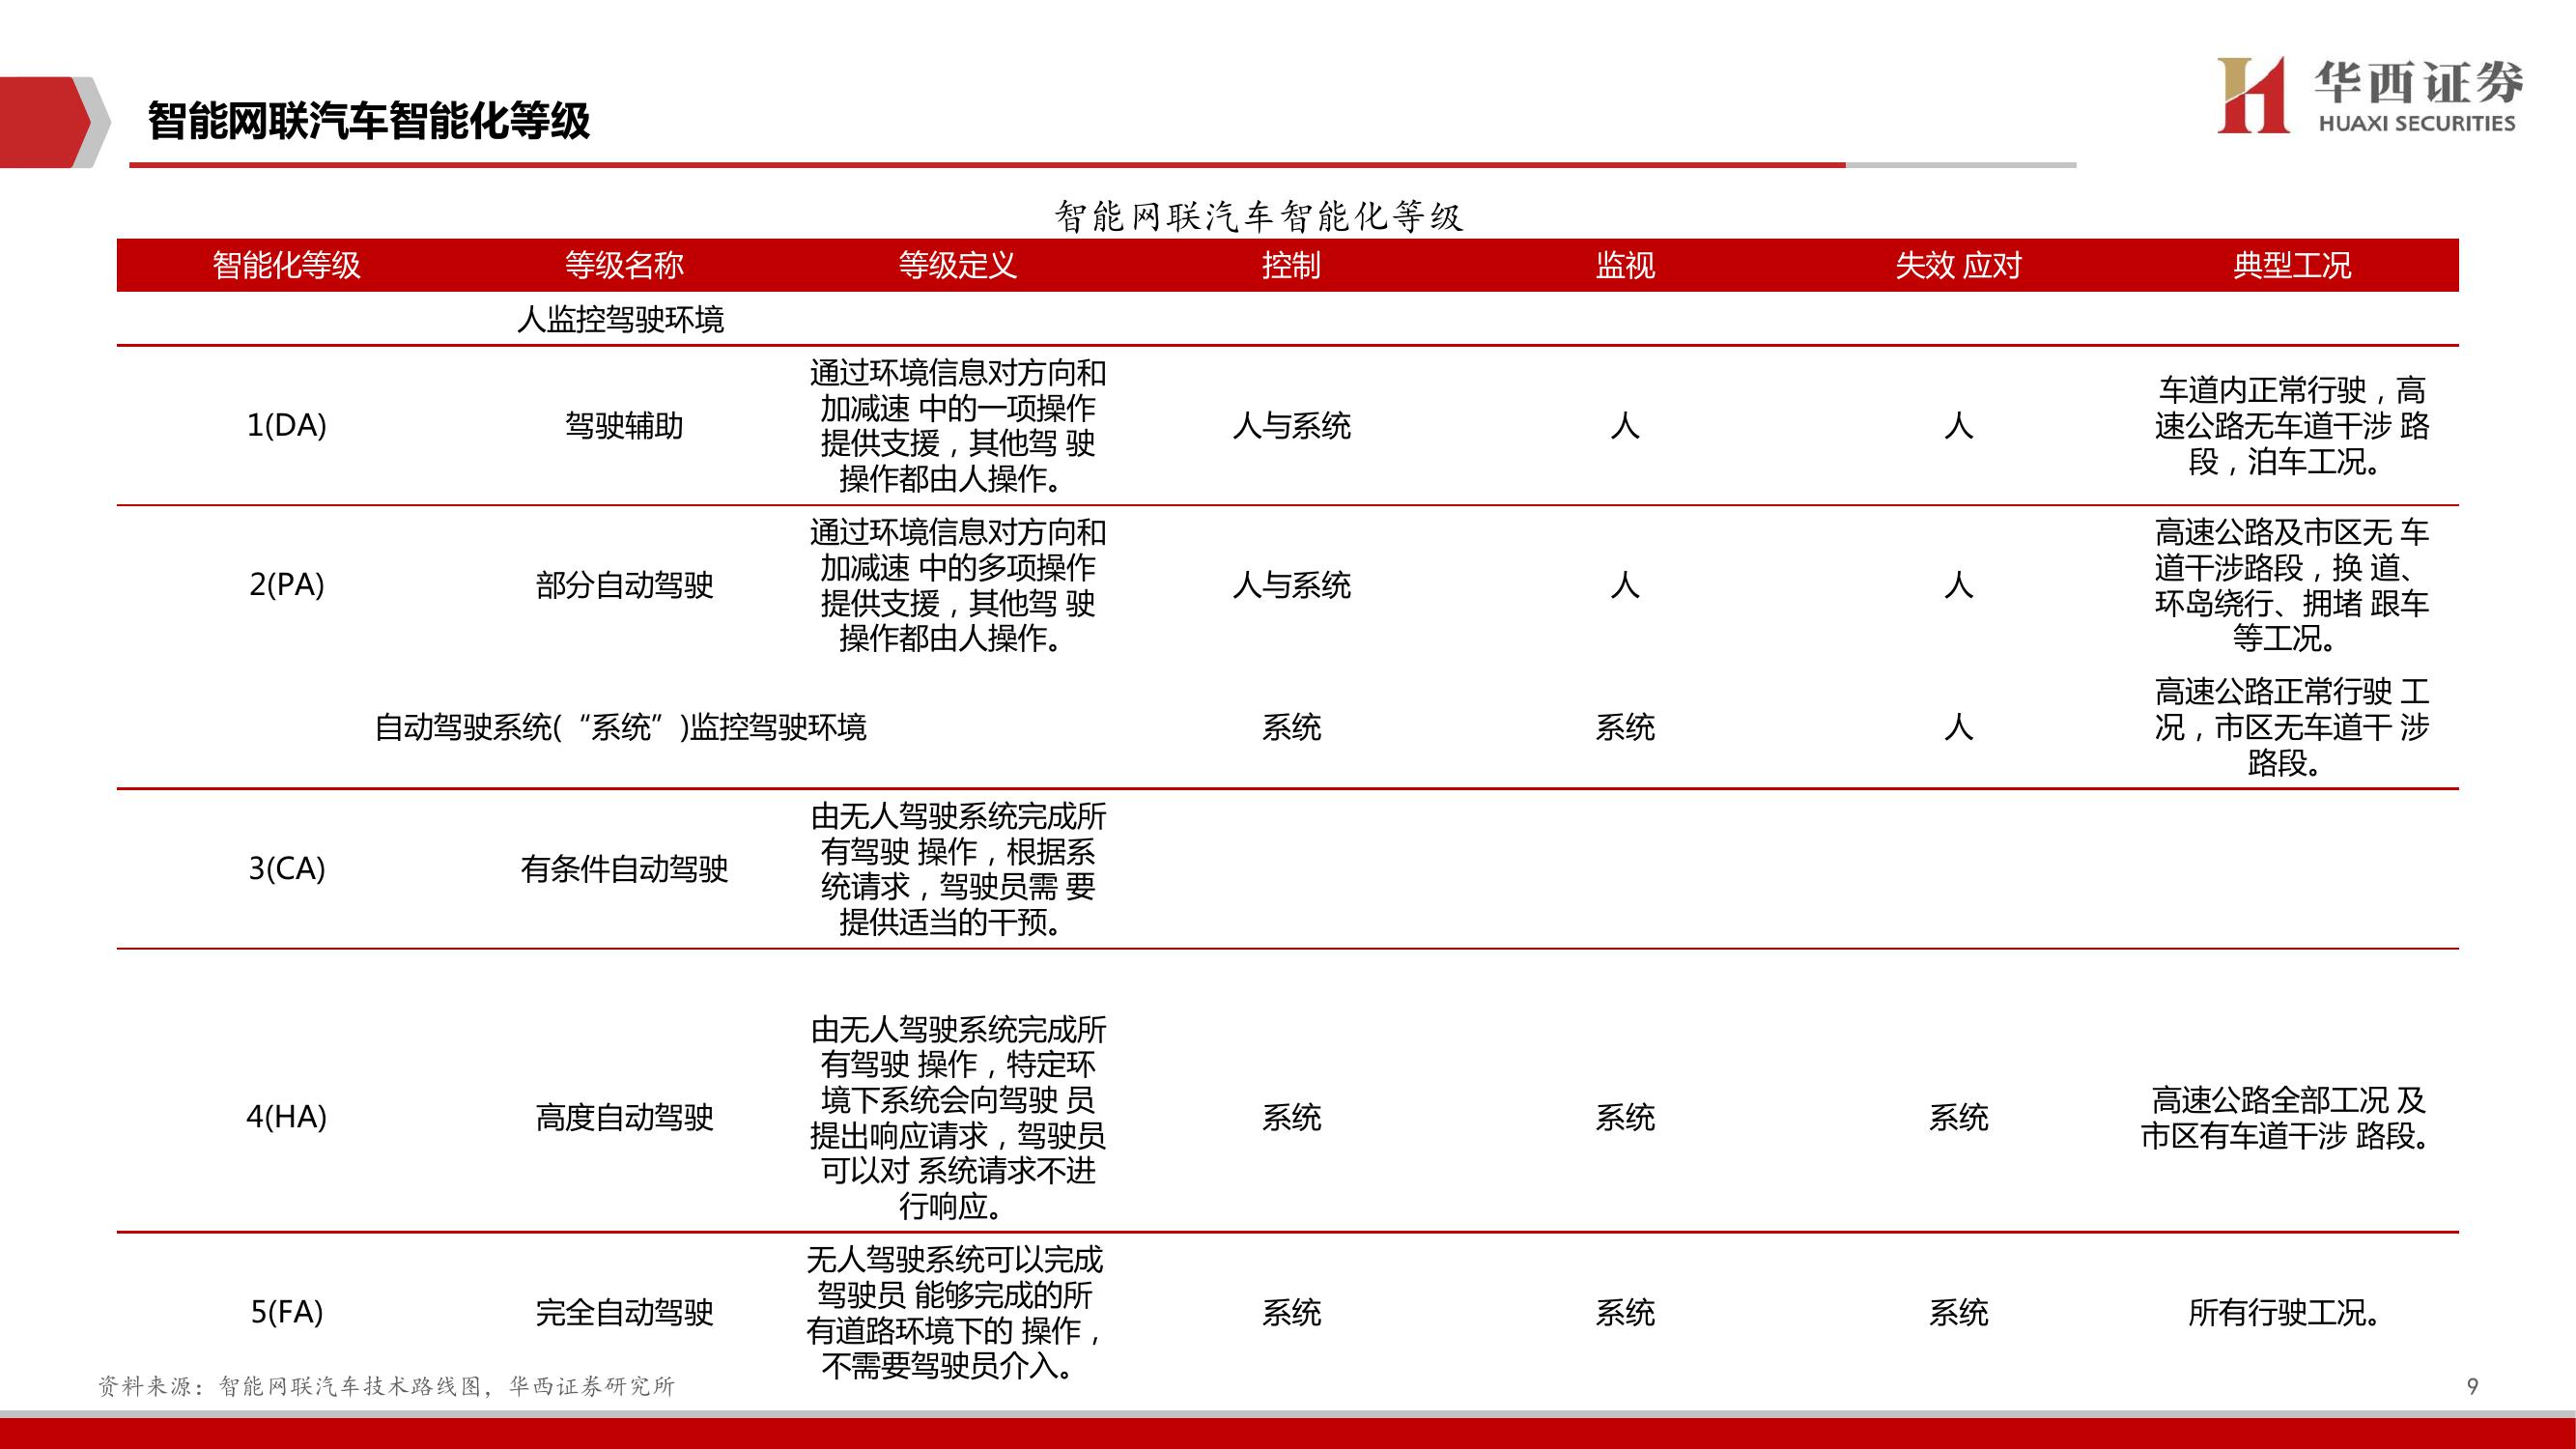 智能网联汽车智能化等级
华西证券
HUAXI SECURITIES
智能网联汽车智能化等级
智能化等级 等级名称 等级定义 控制 监视 失效 应对 典型工况
人监控驾驶环境
1(DA)
驾驶辅助
通过环境信息对方向和
加减速 中的一项操作
提供支援，其他驾 驶
操作都由人操作。
人与系统
人
人
车道内正常行驶，高
速公路无车道干涉 路
段，泊车工况。
2(PA)
部分自动驾驶
通过环境信息对方向和
加减速 中的多项操作
提供支援，其他驾 驶
操作都由人操作。
人与系统
人
人
高速公路及市区无 车
道干涉路段，换 道、
环岛绕行、拥堵 跟车
等工况。
自动驾驶系统(“系统”)监控驾驶环境
系统
系统
人
高速公路正常行驶 工
况，市区无车道干 涉
路段。
3(CA)
有条件自动驾驶
由无人驾驶系统完成所
有驾驶 操作，根据系
统请求，驾驶员需 要
提供适当的干预。
4(HA)
高度自动驾驶
由无人驾驶系统完成所
有驾驶 操作，特定环
境下系统会向驾驶 员
提出响应请求，驾驶员
可以对 系统请求不进
行响应。
系统
系统
系统
高速公路全部工况 及
市区有车道干涉 路段。
5(FA)
完全自动驾驶
无人驾驶系统可以完成
驾驶员 能够完成的所
有道路环境下的 操作，
不需要驾驶员介入。
系统
系统
系统
所有行驶工况。
资料来源：智能网联汽车技术路线图，华西证券研究所
9